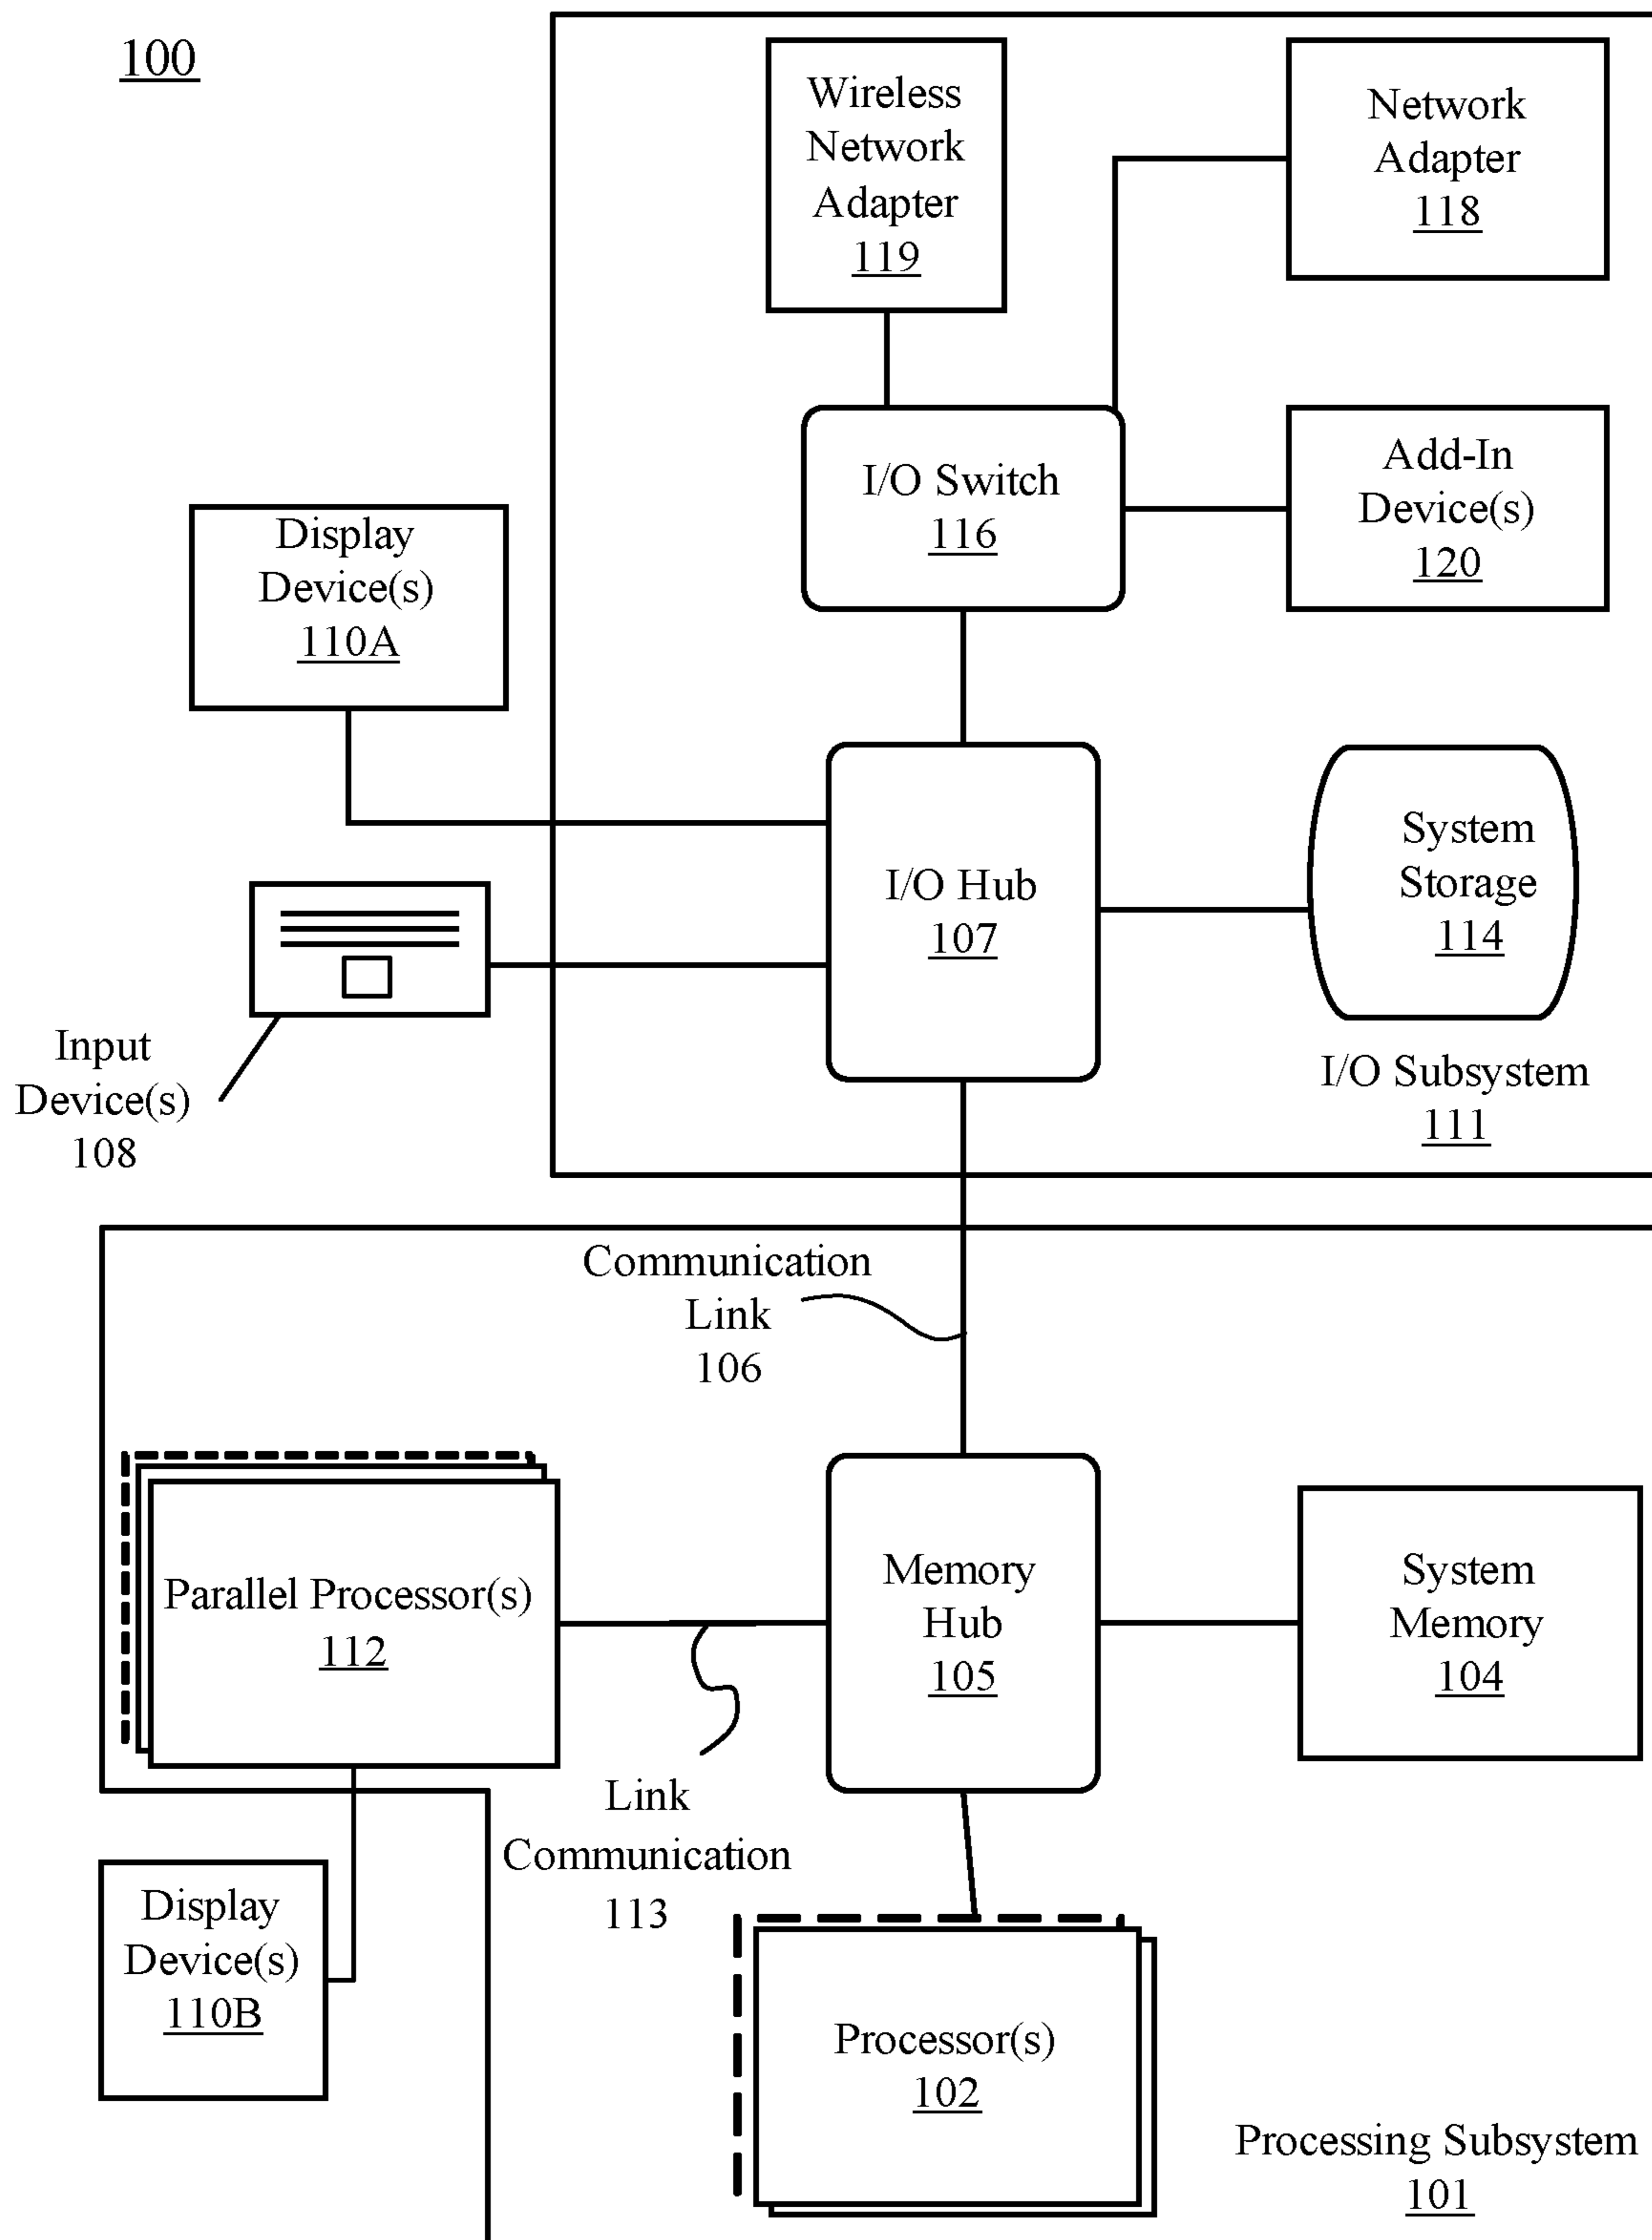 100
Wireless
Network
Adapter
119
Network
Adapter
118
I/O Switch
116
Add-In
Device(s)
120
Display
Device(s)
110A
I/O Hub
107
System
Storage
114
Input
Device(s)
108
I/O Subsystem
111
Communication
Link
106
Parallel Processor(s)
112
Memory
Hub
105
System
Memory
104
Link
Communication
113
Display
Device(s)
110B
Processor(s)
102
Processing Subsystem
101